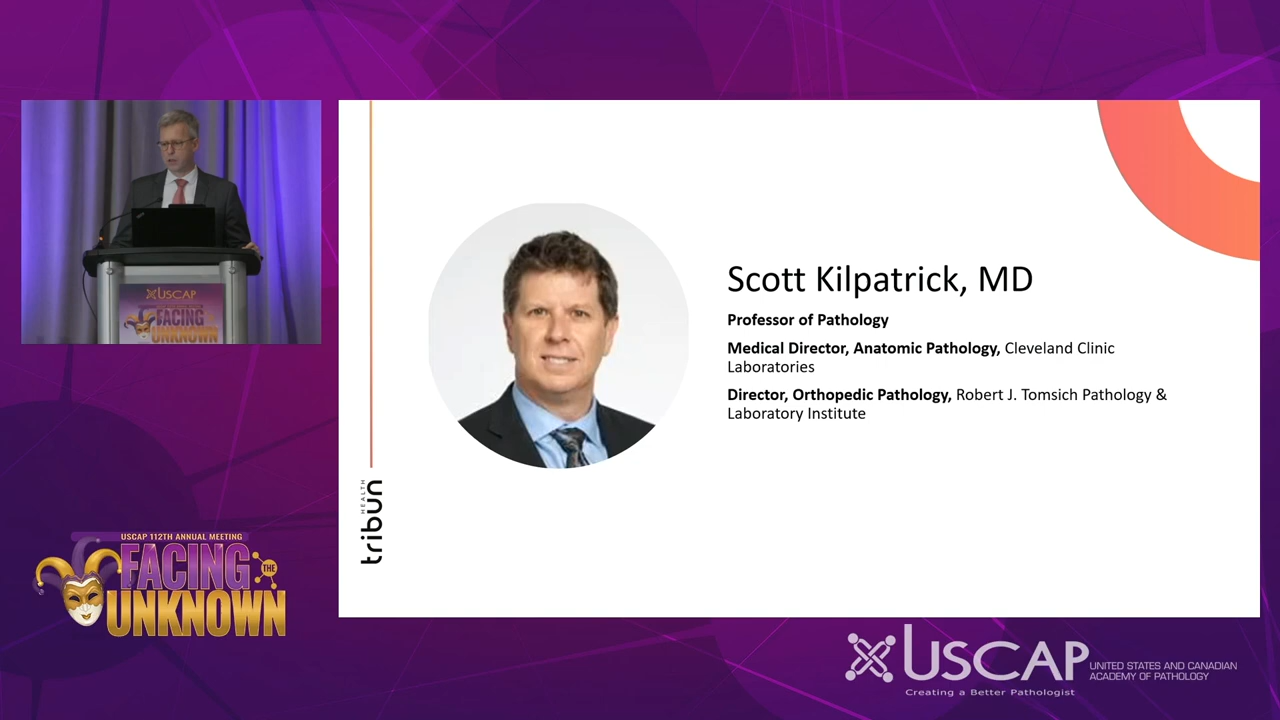 USCAP
FACING
UNKNOWN
Scott Kilpatrick, MD
Professor of Pathology
Medical Director, Anatomic Pathology, Cleveland Clinic
Laboratories
Director, Orthopedic Pathology, Robert J. Tomsich Pathology &
Laboratory Institute
tribun
HEALTH
USCAP 112TH ANNUAL MEETING
FACING
THE
UNKNOWN
USCAP
UNITED STATES AND CANADIAN
ACADEMY OF PATHOLOGY
Creating a Better Pathologist